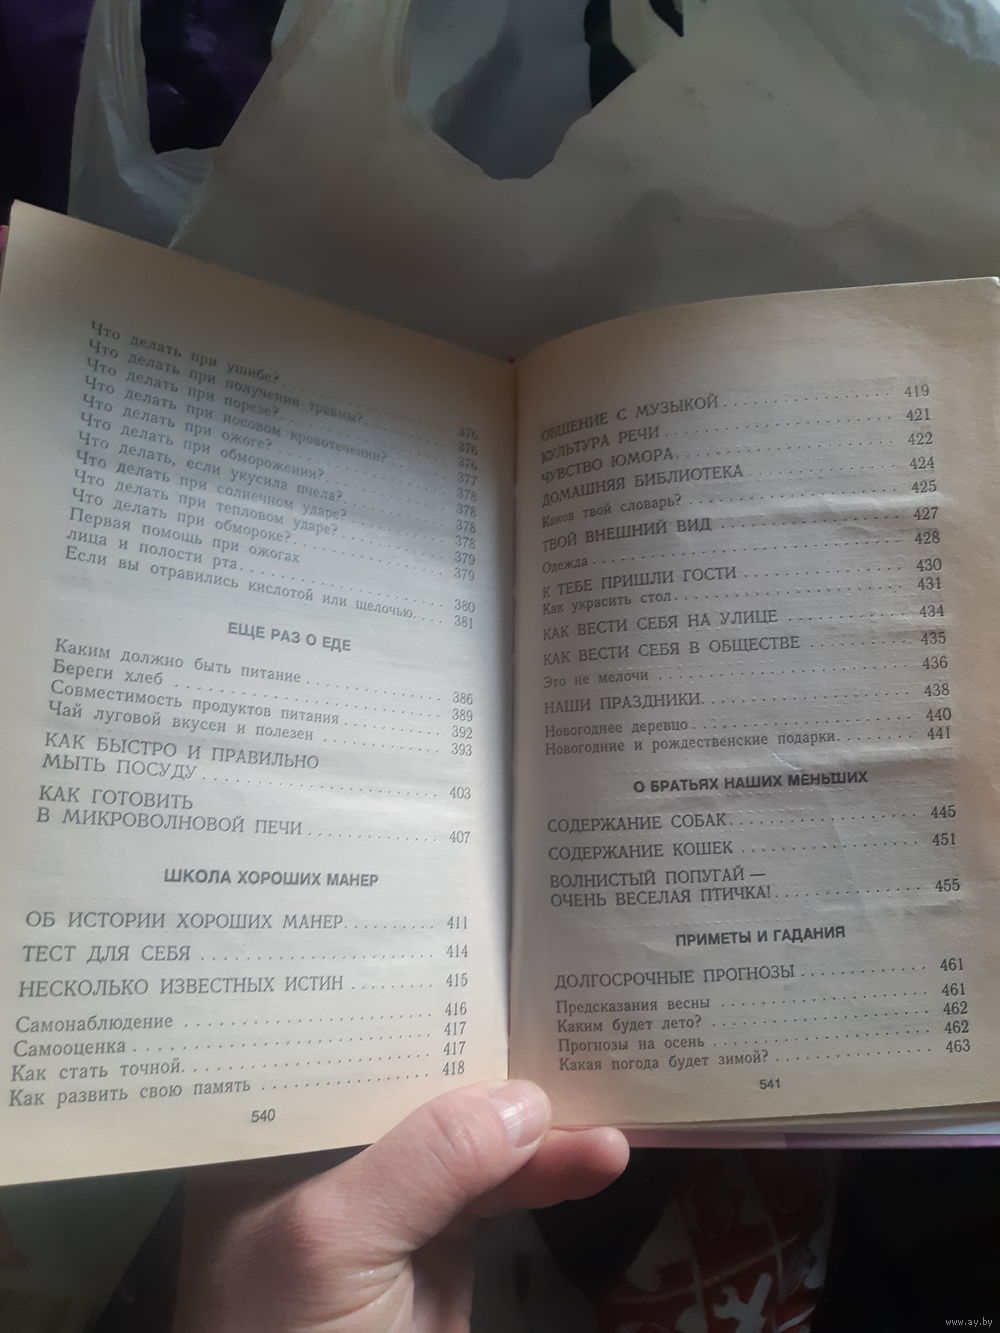 Что делать при ушибе?
Что делать при получении травмы? 376
Что делать при порезе? 376
Что делать при носовом кровотечении? 376
Что делать при ожоге? 377
Что делать при обморожении? 378
Что делать, если укусила пчела? 378
Что делать при солнечном ударе? 378
Что делать при тепловом ударе? 378
Что делать при обмороке? 379
Первая помощь при ожогах 379
лица и полости рта 380
Если вы отравились кислотой или щелочью 381
ЕЩЕ РАЗ О ЕДЕ
Каким должно быть питание 386
Береги хлеб 389
Совместимость продуктов питания 392
Чай луговой вкусен и полезен 393
КАК БЫСТРО И ПРАВИЛЬНО
МЫТЬ ПОСУДУ 403
КАК ГОТОВИТЬ
В МИКРОВОЛНОВОЙ ПЕЧИ 407
ШКОЛА ХОРОШИХ МАНЕР
ОБ ИСТОРИИ ХОРОШИХ МАНЕР 411
ТЕСТ ДЛЯ СЕБЯ 414
НЕСКОЛЬКО ИЗВЕСТНЫХ ИСТИН 415
Самонаблюдение 416
Самооценка 417
Как стать точной 417
Как развить свою память 418
540
ОБЩЕНИЕ С МУЗЫКОЙ 419
КУЛЬТУРА РЕЧИ 421
ЧУВСТВО ЮМОРА 422
ДОМАШНЯЯ БИБЛИОТЕКА 424
Каков твой словарь? 425
ТВОЙ ВНЕШНИЙ ВИД 427
Одежда 428
К ТЕБЕ ПРИШЛИ ГОСТИ 430
Как украсить стол 431
КАК ВЕСТИ СЕБЯ НА УЛИЦЕ 434
КАК ВЕСТИ СЕБЯ В ОБЩЕСТВЕ 435
Это не мелочи 436
НАШИ ПРАЗДНИКИ 438
Новогоднее деревцо 440
Новогодние и рождественские подарки 441
О БРАТЬЯХ НАШИХ МЕНЬШИХ
СОДЕРЖАНИЕ СОБАК 445
СОДЕРЖАНИЕ КОШЕК 451
ВОЛНИСТЫЙ ПОПУГАЙ —
ОЧЕНЬ ВЕСЕЛАЯ ПТИЧКА! 455
ПРИМЕТЫ И ГАДАНИЯ
ДОЛГОСРОЧНЫЕ ПРОГНОЗЫ 461
Предсказания весны 461
Каким будет лето? 462
Прогнозы на осень 462
Какая погода будет зимой? 463
541
www.ay.by